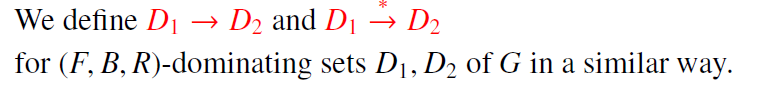 We define D₁ → D₂ and D₁ →* D₂
for (F, B, R)-dominating sets D₁, D₂ of G in a similar way.